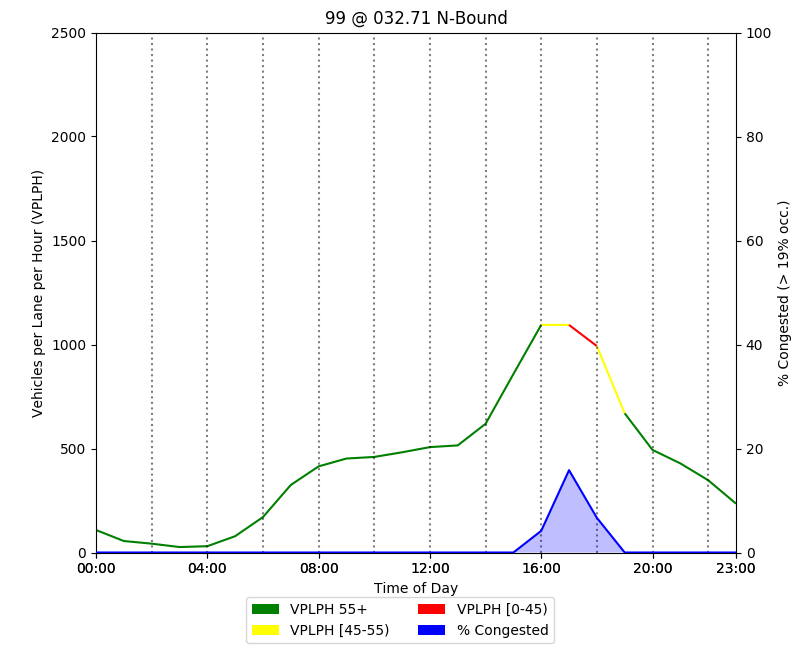 99 @ 032.71 N-Bound
2500
2000
1500
1000
500
0
Vehicles per Lane per Hour (VPLPH)
100
80
60
40
20
0
% Congested (> 19% occ.)
00:00 04:00 08:00 12:00 16:00 20:00 23:00
Time of Day
VPLPH 55+ VPLPH [0-45)
VPLPH [45-55) % Congested